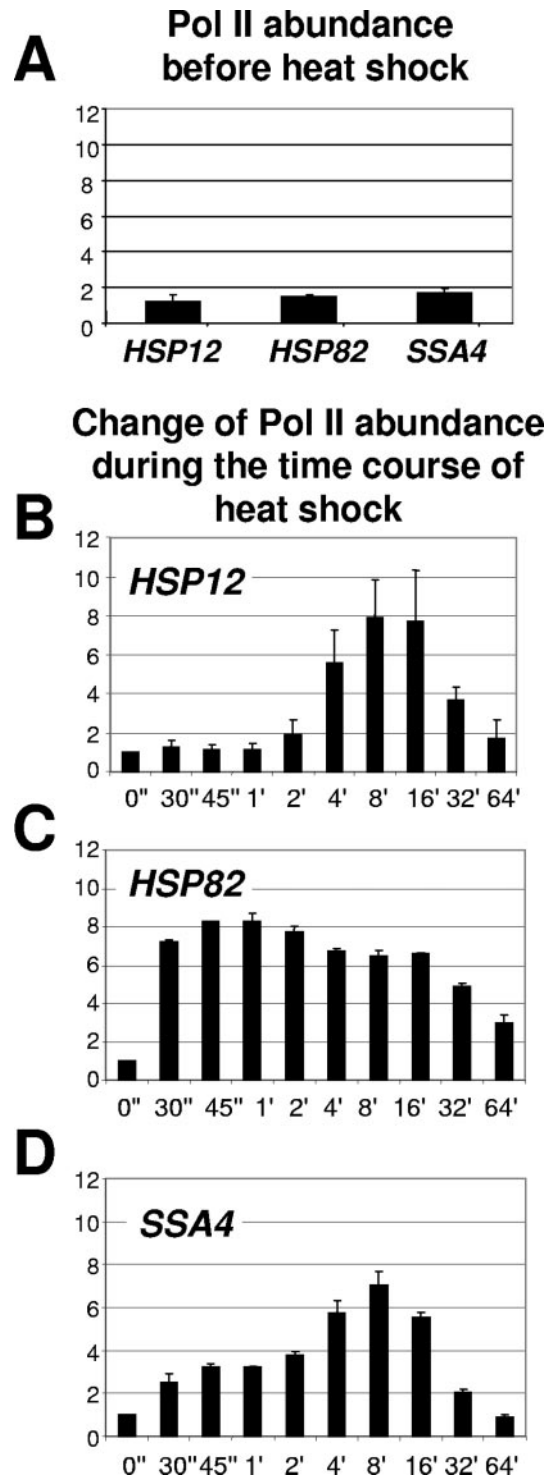 A
Pol II abundance
before heat shock
12
10
8
6
4
2
0
HSP12 HSP82 SSA4
Change of Pol II abundance
during the time course of
heat shock
B
12
10
8
6
4
2
0
HSP12
0" 30" 45" 1' 2' 4' 8' 16' 32' 64'
C
12
10
8
6
4
2
0
HSP82
0" 30" 45" 1' 2' 4' 8' 16' 32' 64'
D
12
10
8
6
4
2
0
SSA4
0" 30" 45" 1' 2' 4' 8' 16' 32' 64'